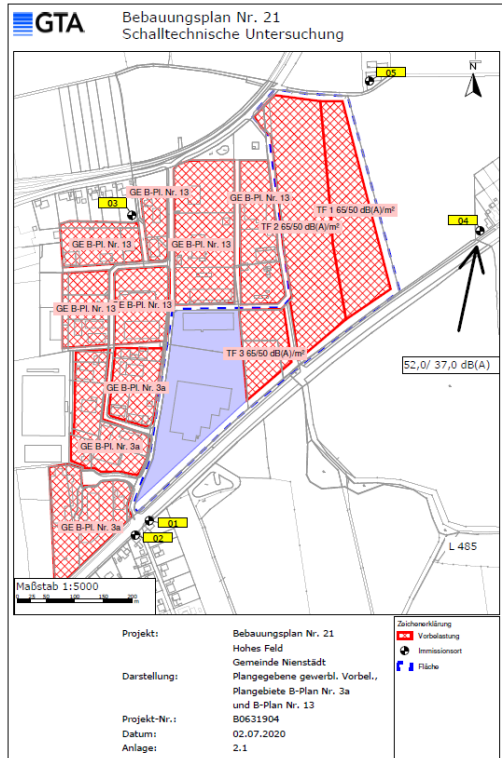 GTA
Bebauungsplan Nr. 21
Schalltechnische Untersuchung
05
N
GE B-Pl. Nr. 13
GE B-Pl. Nr. 13
03
TF 1 65/50 dB(A)/m²
04
TF 2 65/50 dB(A)/m²
GE B-Pl. Nr. 13
GE B-Pl. Nr. 13
GE B-Pl. Nr. 13
E B-Pl. Nr. 13
TF 3 65/50 dB(A)/m²
52,0/ 37,0 dB(A)
GE B-Pl. Nr. 3a
GE B-Pl. Nr. 3a
GE B-Pl. Nr. 3a
01
02
L 485
Maßstab 1:5000
0 25 50 100 150 200
m
Projekt: Bebauungsplan Nr. 21
Hohes Feld
Gemeinde Nienstädt
Darstellung: Plangegebene gewerbl. Vorbel.,
Plangebiete B-Plan Nr. 3a
und B-Plan Nr. 13
Projekt-Nr.: B0631904
Datum: 02.07.2020
Anlage: 2.1
Zeichenerklärung
Vorbelastung
Immissionsort
Fläche